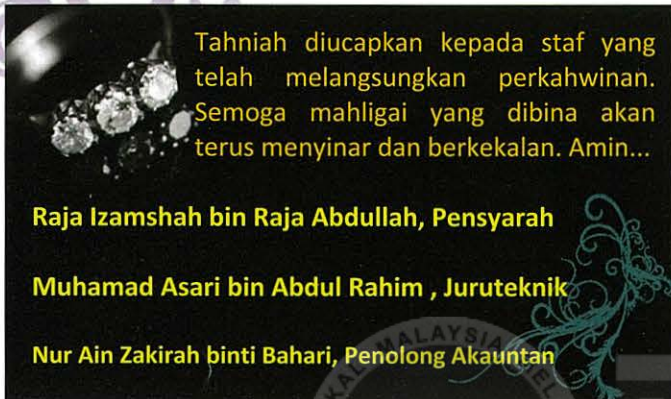 Tahniah diucapkan kepada staf yang
telah melangsungkan perkahwinan.
Semoga mahligai yang dibina akan
terus menyinar dan berkekalan. Amin...
Raja Izamshah bin Raja Abdullah, Pensyarah
Muhamad Asari bin Abdul Rahim , Juruteknik
Nur Ain Zakirah binti Bahari, Penolong Akauntan